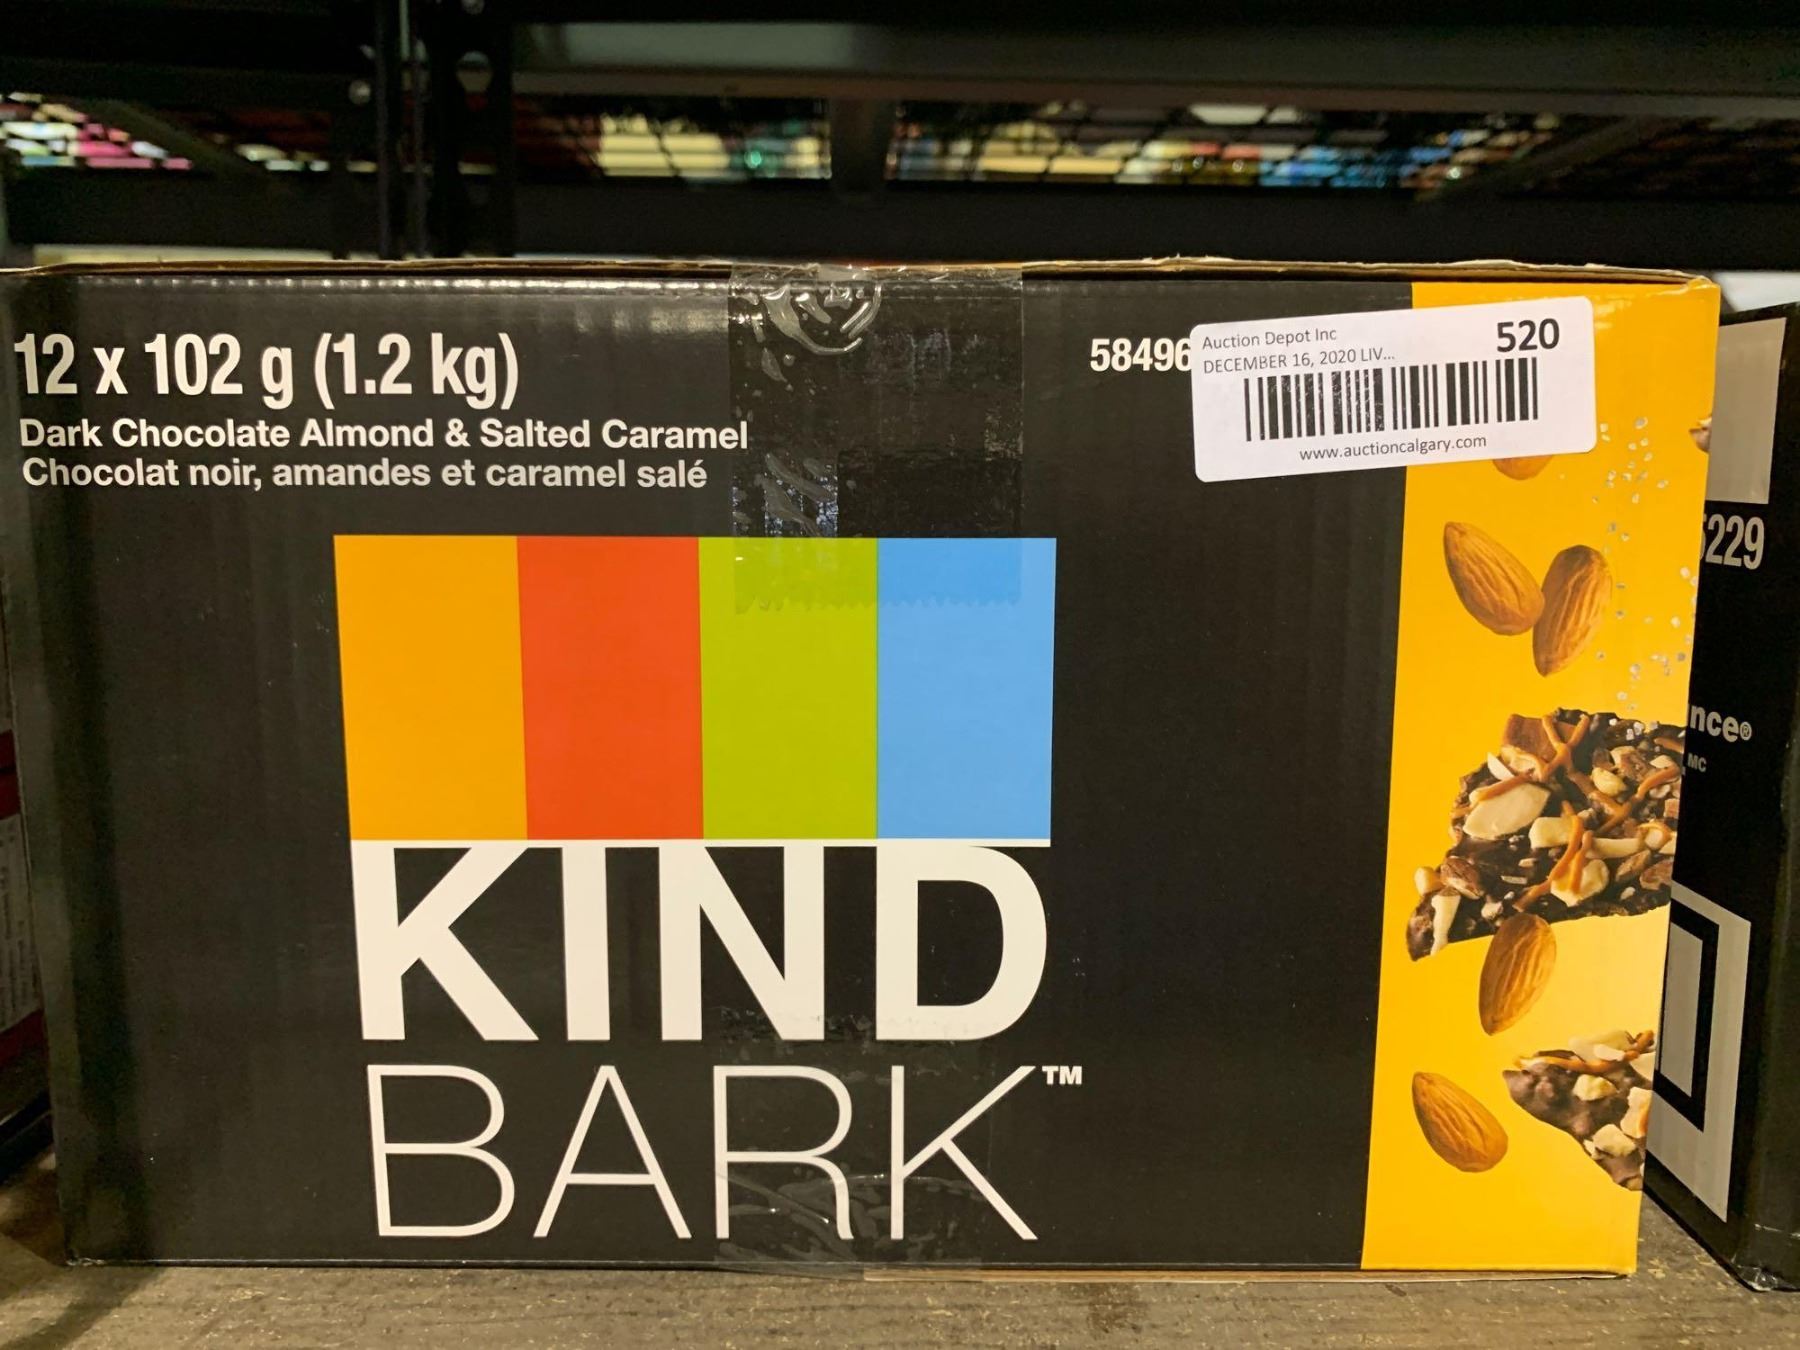 12 x 102 g (1.2 kg)
Dark Chocolate Almond & Salted Caramel
Chocolat noir, amandes et caramel salé
58496
Auction Depot Inc
520
DECEMBER 16, 2020 LIV...
www.auctioncalgary.com
KIND
BARK™
229
nce®
MC